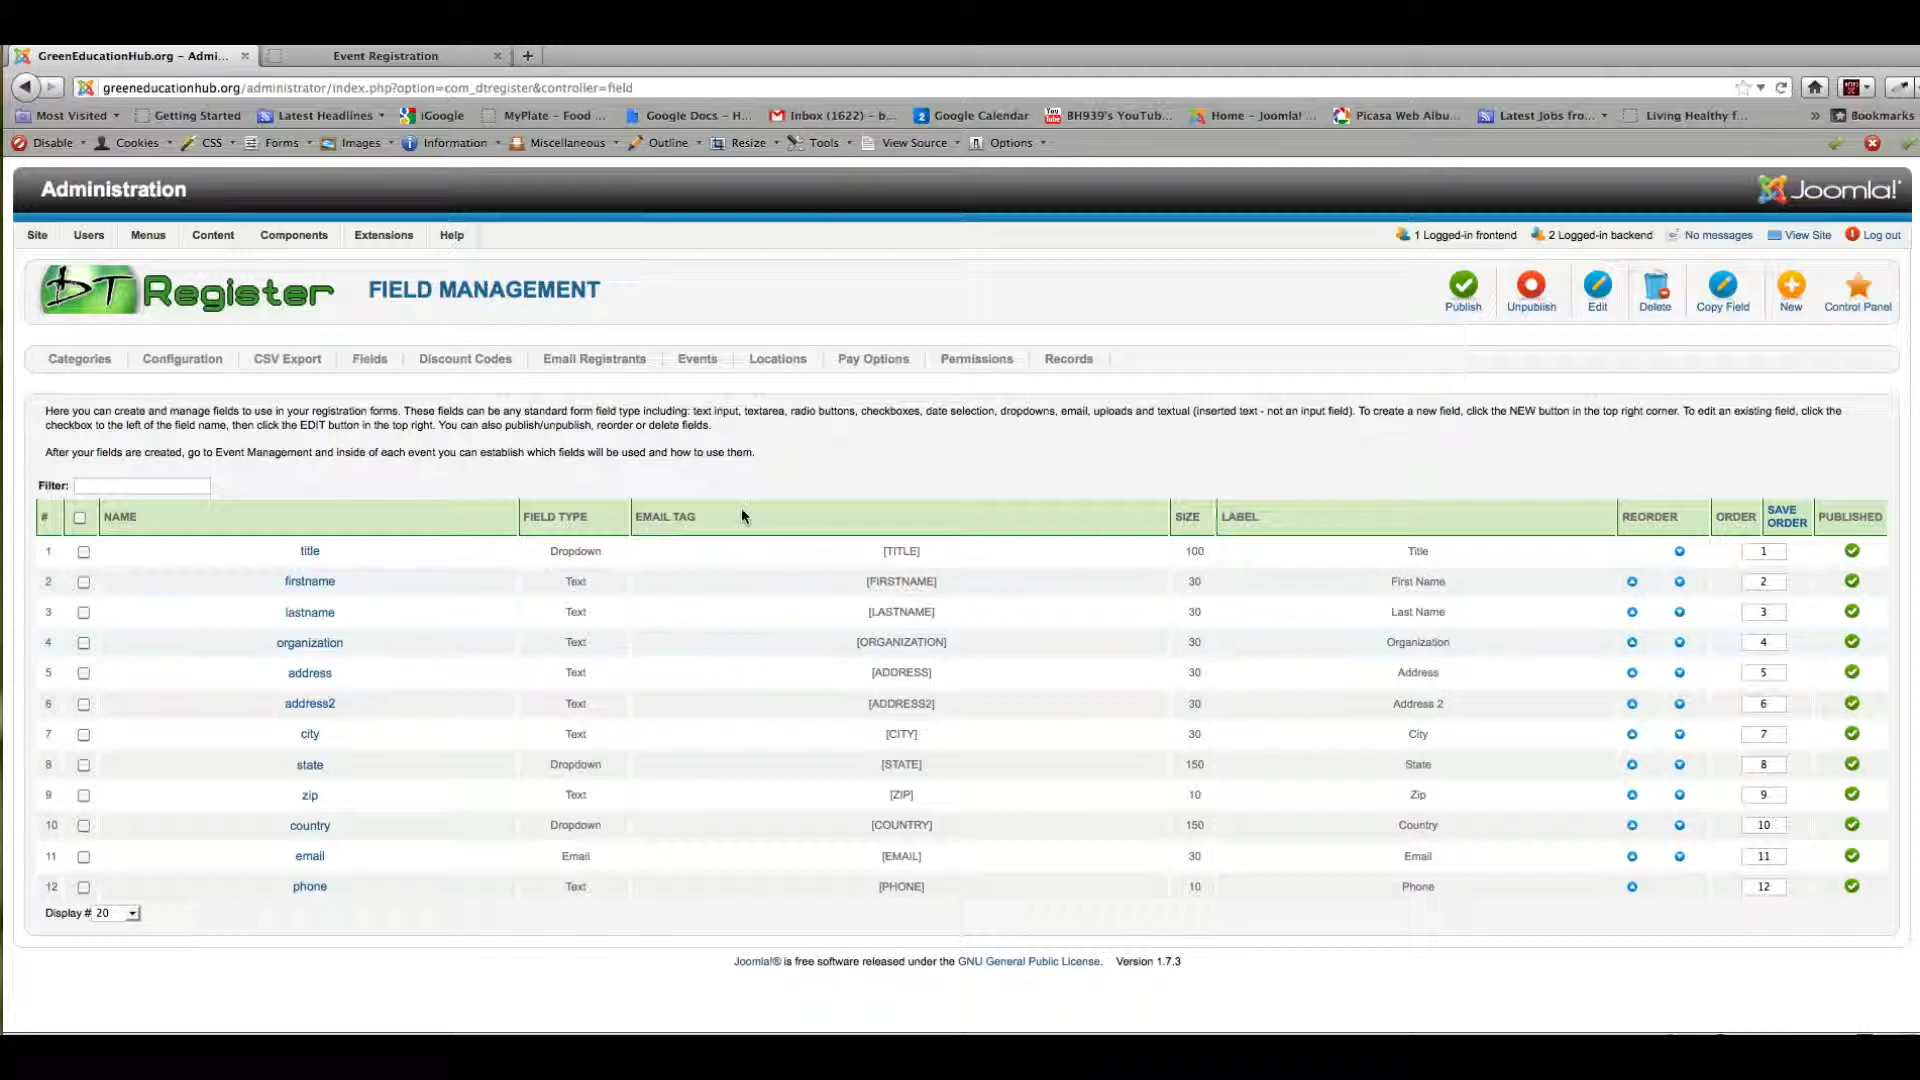 GreenEducationHub.org – Admi...
Event Registration
greeneducationhub.org/administrator/index.php?option=com_dtregister&controller=field
Most Visited Getting Started Latest Headlines iGoogle MyPlate - Food ... Google Docs - H... Inbox (1622) - b... Google Calendar BH939's YouTub... Home - Joomla! ... Picasa Web Albu... Latest Jobs fro... Living Healthy f... Bookmarks
Disable Cookies CSS Forms Images Information Miscellaneous Outline Resize Tools View Source Options
Administration
Joomla!
Site Users Menus Content Components Extensions Help 1 Logged-in frontend 2 Logged-in backend No messages View Site Log out
DT Register FIELD MANAGEMENT
Publish Unpublish Edit Delete Copy Field New Control Panel
Categories Configuration CSV Export Fields Discount Codes Email Registrants Events Locations Pay Options Permissions Records
Here you can create and manage fields to use in your registration forms. These fields can be any standard form field type including: text input, textarea, radio buttons, checkboxes, date selection, dropdowns, email, uploads and textual (inserted text - not an input field). To create a new field, click the NEW button in the top right corner. To edit an existing field, click the
checkbox to the left of the field name, then click the EDIT button in the top right. You can also publish/unpublish, reorder or delete fields.
After your fields are created, go to Event Management and inside of each event you can establish which fields will be used and how to use them.
Filter:
# NAME FIELD TYPE EMAIL TAG SIZE LABEL REORDER ORDER SAVE ORDER PUBLISHED
1 title Dropdown [TITLE] 100 Title 1
2 firstname Text [FIRSTNAME] 30 First Name 2
3 lastname Text [LASTNAME] 30 Last Name 3
4 organization Text [ORGANIZATION] 30 Organization 4
5 address Text [ADDRESS] 30 Address 5
6 address2 Text [ADDRESS2] 30 Address 2 6
7 city Text [CITY] 30 City 7
8 state Dropdown [STATE] 150 State 8
9 zip Text [ZIP] 10 Zip 9
10 country Dropdown [COUNTRY] 150 Country 10
11 email Email [EMAIL] 30 Email 11
12 phone Text [PHONE] 10 Phone 12
Display # 20
Joomla!® is free software released under the GNU General Public License. Version 1.7.3